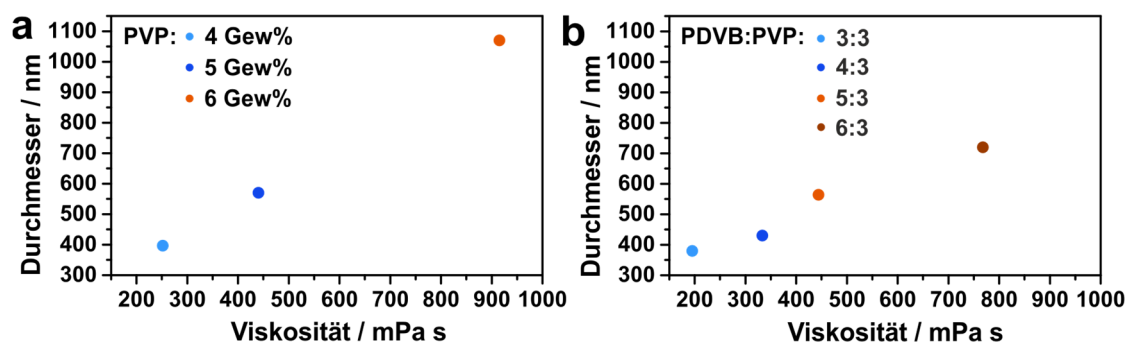 a
PVP: 4 Gew%
5 Gew%
6 Gew%
Durchmesser / nm
1100
1000
900
800
700
600
500
400
300
200 300 400 500 600 700 800 900 1000
Viskosität / mPa s
b
PDVB:PVP: 3:3
4:3
5:3
6:3
Durchmesser / nm
1100
1000
900
800
700
600
500
400
300
200 300 400 500 600 700 800 900 1000
Viskosität / mPa s